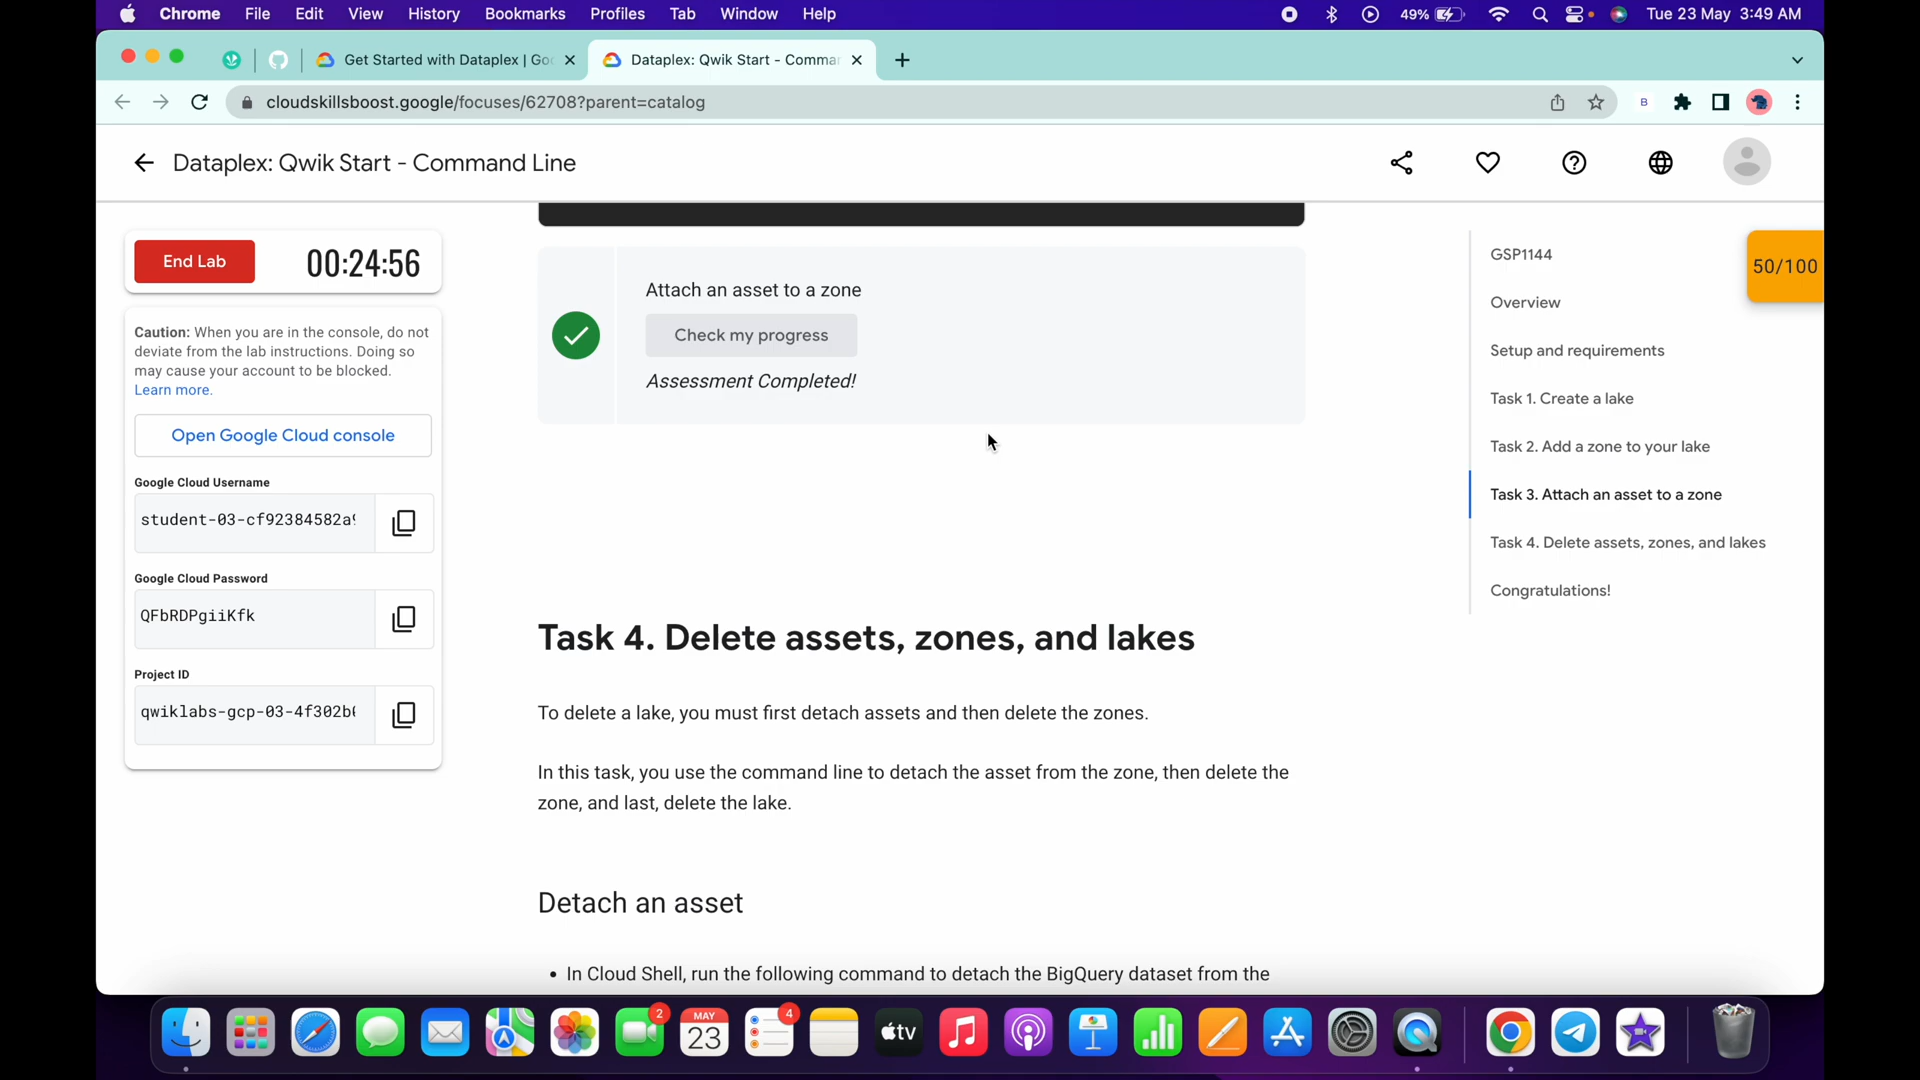 Chrome File Edit View History Bookmarks Profiles Tab Window Help 49% Tue 23 May 3:49 AM
Get Started with Dataplex | Go Dataplex: Qwik Start - Comma
cloudskillsboost.google/focuses/62708?parent=catalog
B
Dataplex: Qwik Start - Command Line
End Lab 00:24:56
Caution: When you are in the console, do not
deviate from the lab instructions. Doing so
may cause your account to be blocked.
Learn more.
Open Google Cloud console
Google Cloud Username
student-03-cf92384582a
Google Cloud Password
QFbRDPgiiKfk
Project ID
qwiklabs-gcp-03-4f302b
Attach an asset to a zone
Check my progress
Assessment Completed!
Task 4. Delete assets, zones, and lakes
To delete a lake, you must first detach assets and then delete the zones.
In this task, you use the command line to detach the asset from the zone, then delete the
zone, and last, delete the lake.
Detach an asset
• In Cloud Shell, run the following command to detach the BigQuery dataset from the
GSP1144
Overview
Setup and requirements
Task 1. Create a lake
Task 2. Add a zone to your lake
Task 3. Attach an asset to a zone
Task 4. Delete assets, zones, and lakes
Congratulations!
50/100
2
MAY
23
4
tv